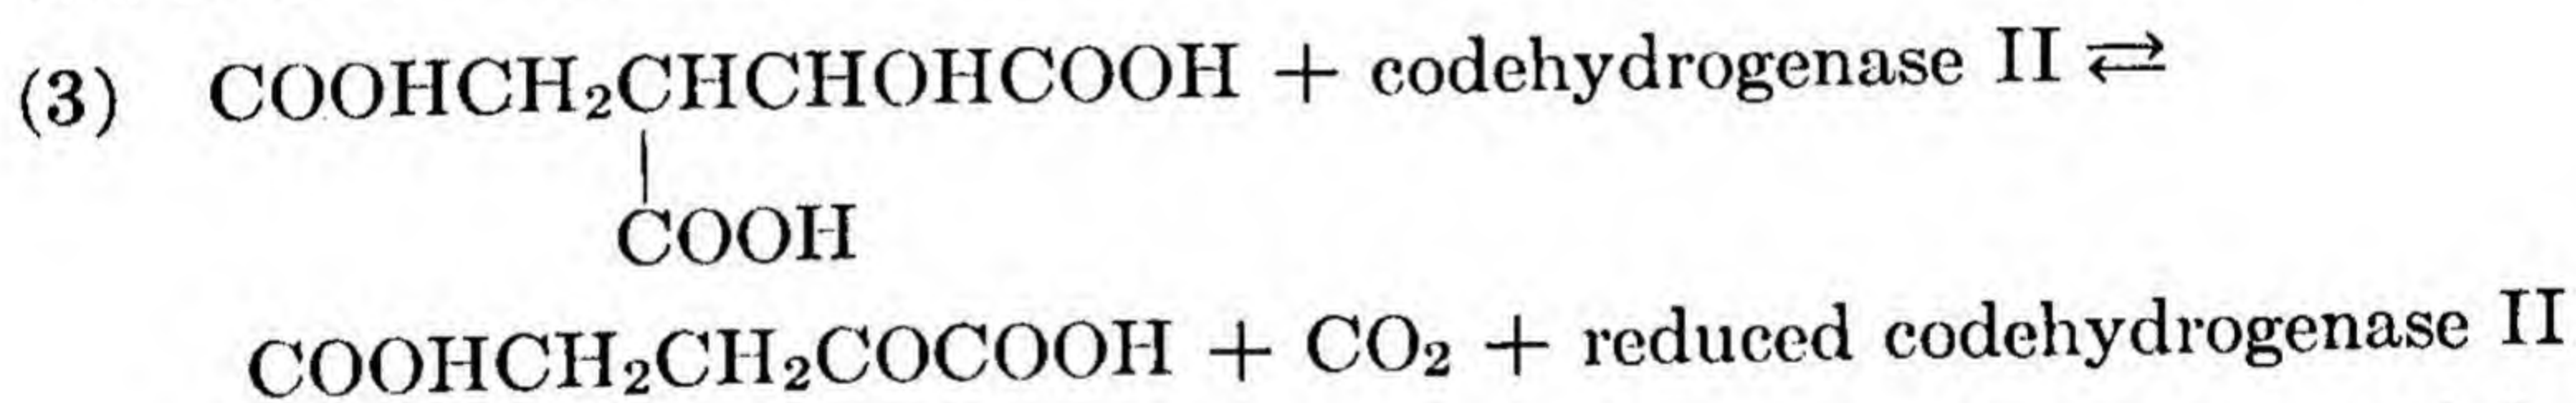 (3) COOHCH₂CHCHOHCOOH + codehydrogenase II ⇄
|
COOH
COOHCH₂CH₂COCOOH + CO₂ + reduced codehydrogenase II